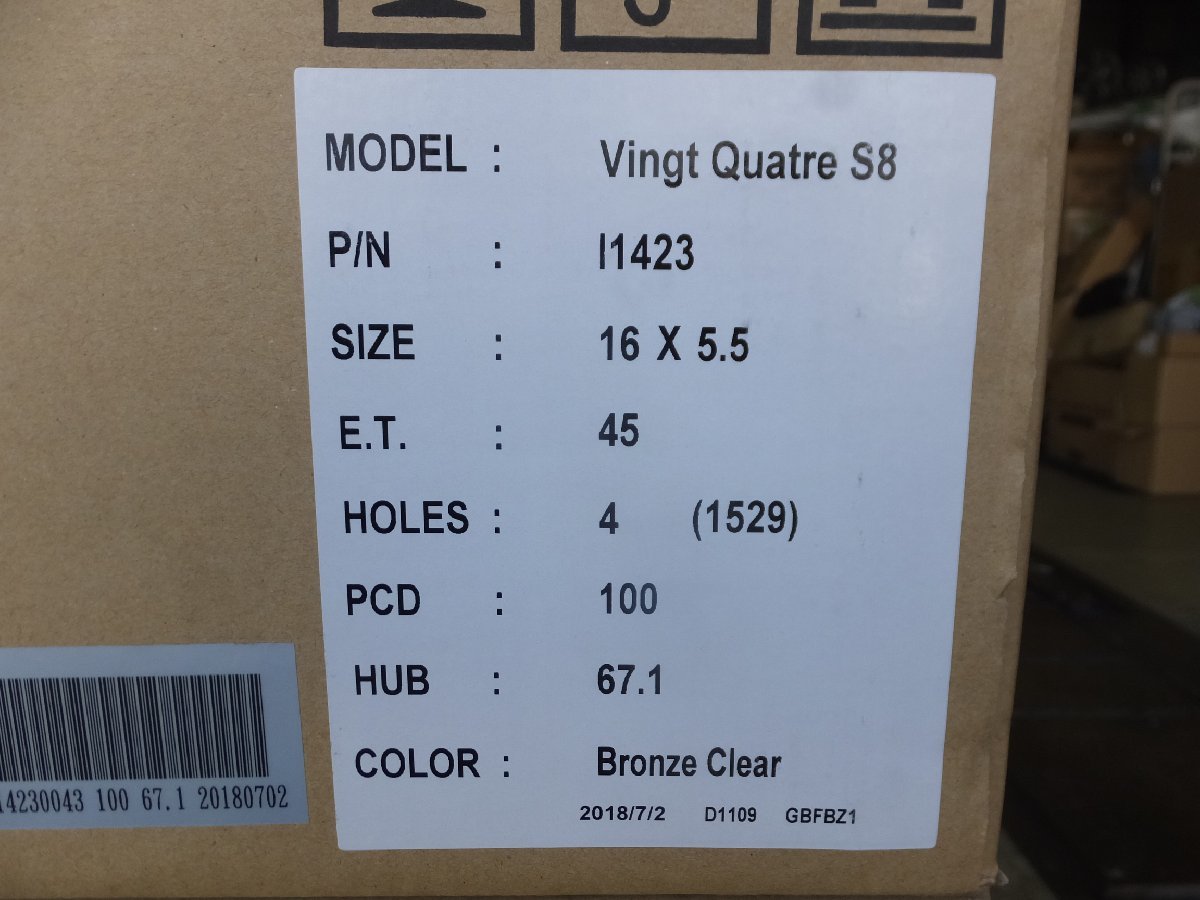 MODEL : Vingt Quatre S8
P/N : I1423
SIZE : 16 X 5.5
E.T. : 45
HOLES : 4 (1529)
PCD : 100
HUB : 67.1
COLOR : Bronze Clear
2018/7/2 D1109 GBFBZ1
14230043 100 67.1 20180702